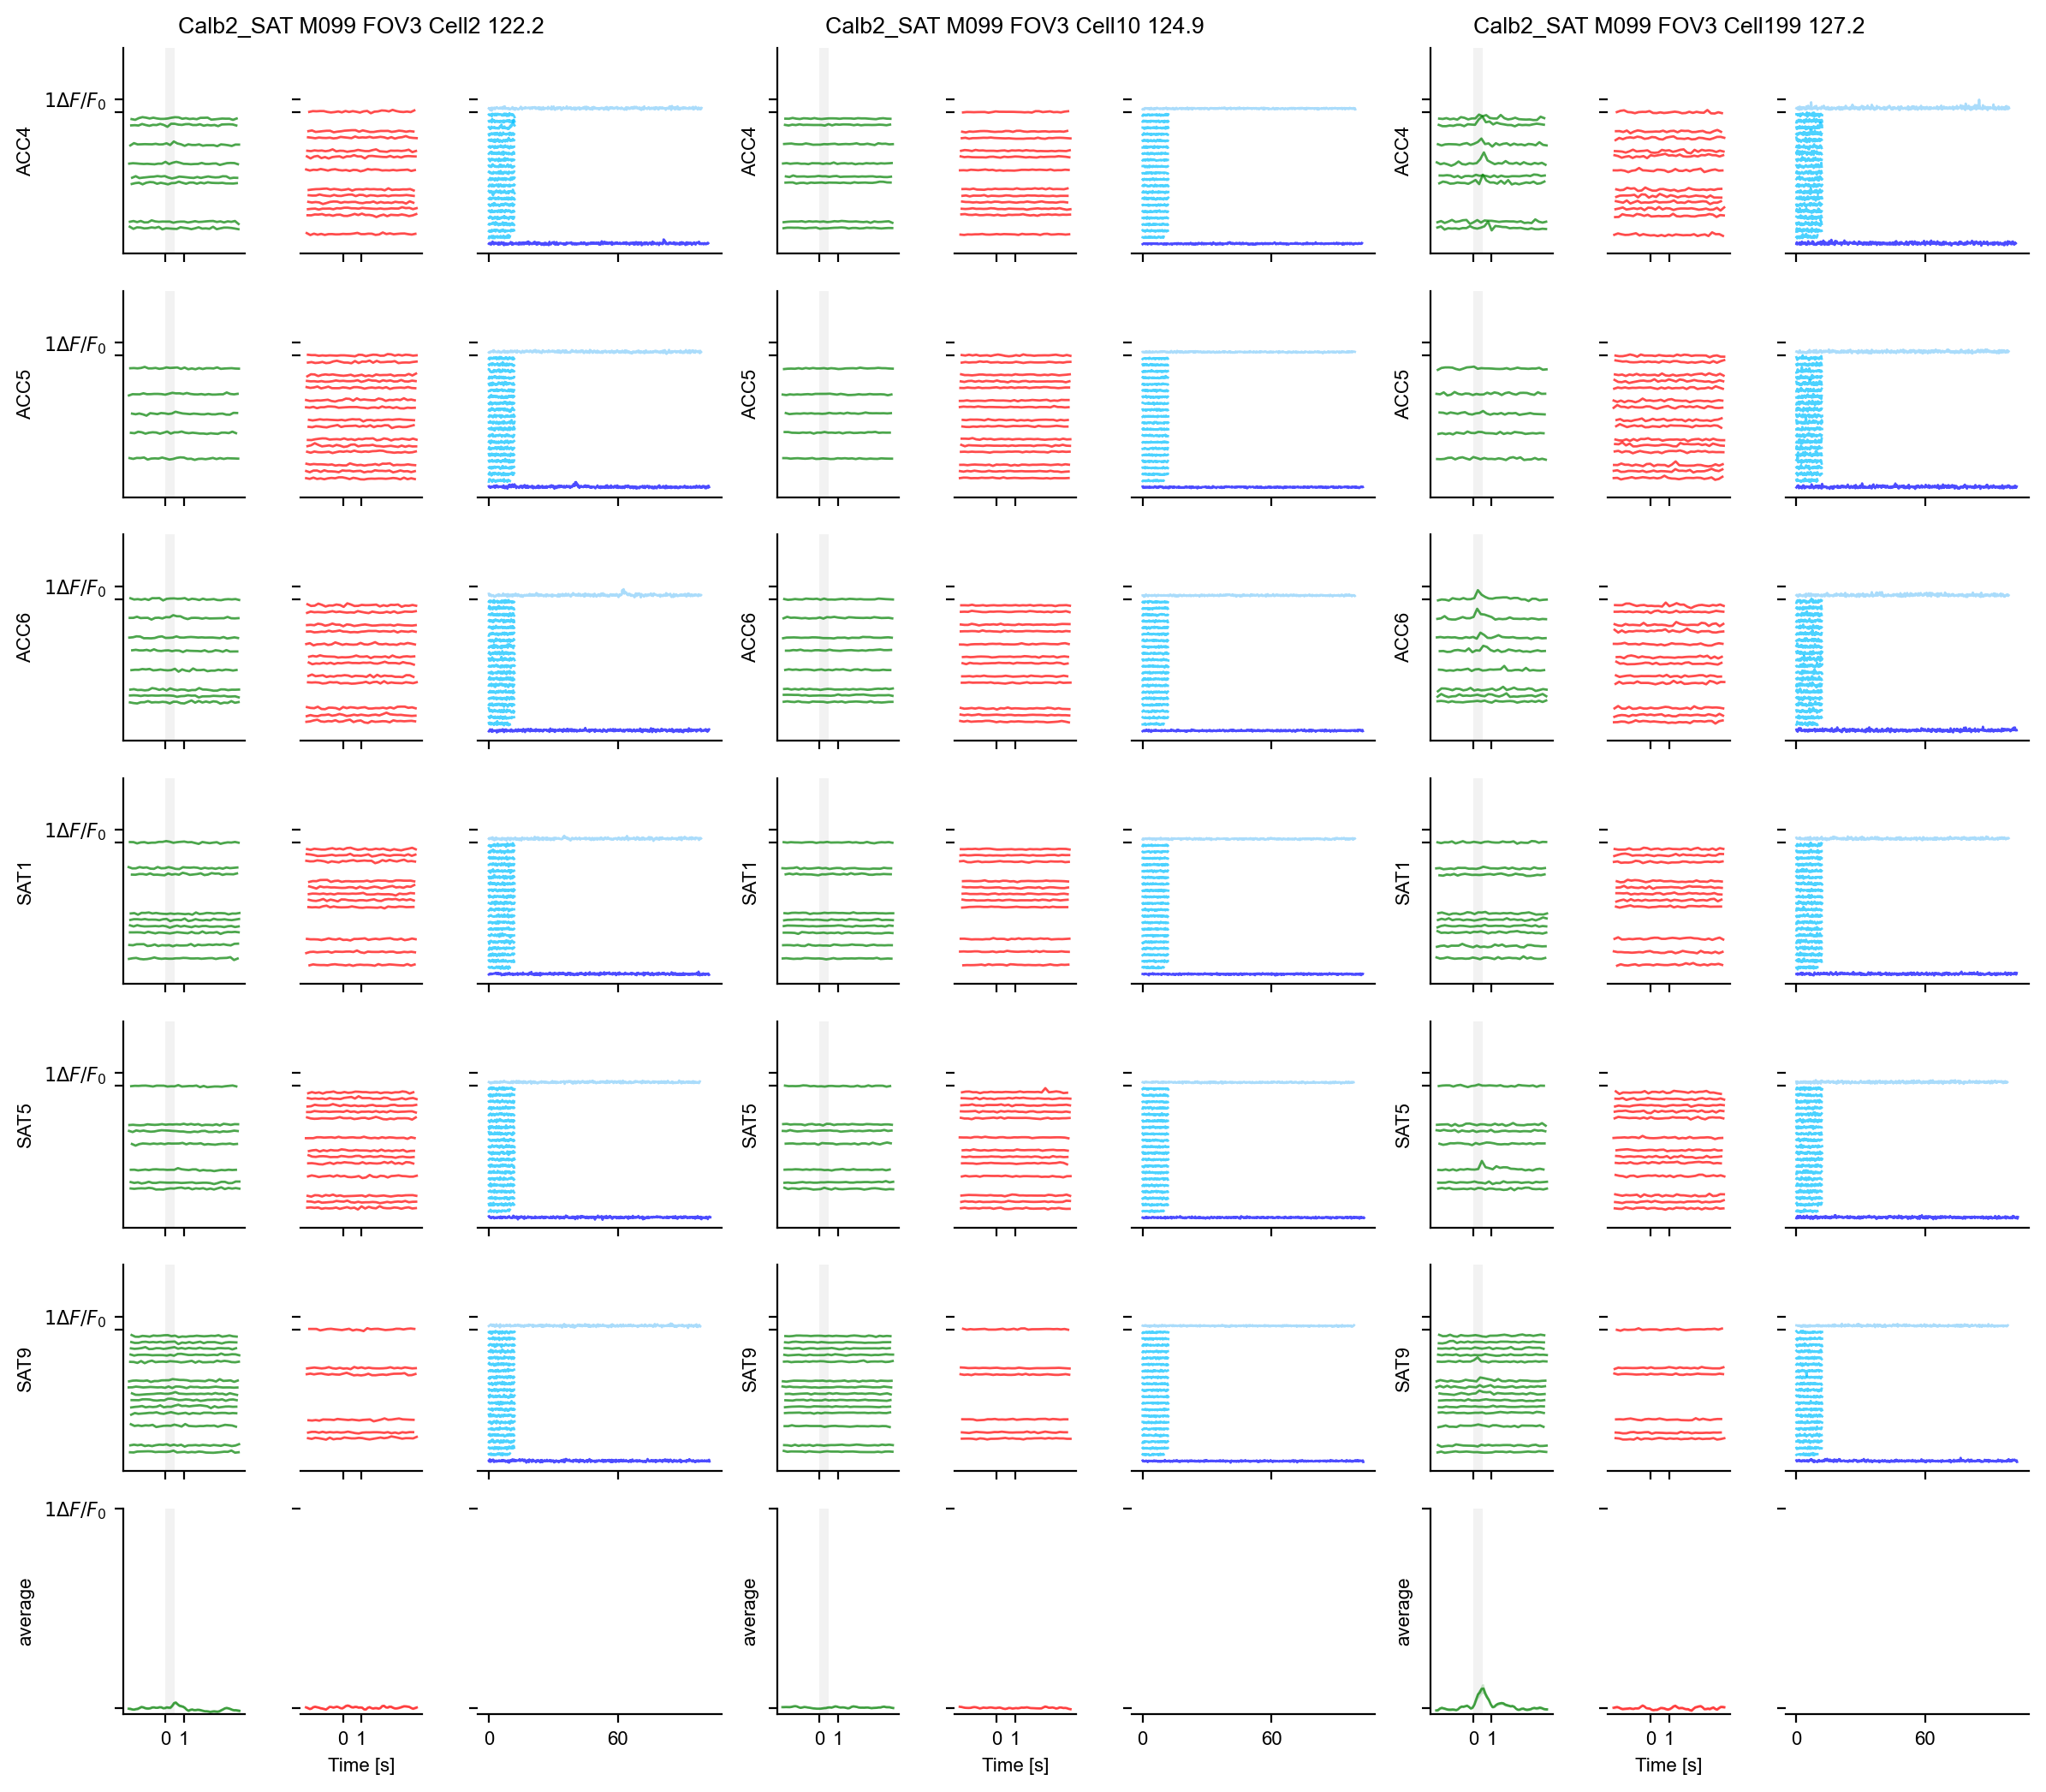 Calb2_SAT M099 FOV3 Cell2 122.2
Calb2_SAT M099 FOV3 Cell10 124.9
Calb2_SAT M099 FOV3 Cell199 127.2
1ΔF/F₀
ACC4
ACC4
ACC4
1ΔF/F₀
ACC5
ACC5
ACC5
1ΔF/F₀
ACC6
ACC6
ACC6
1ΔF/F₀
SAT1
SAT1
SAT1
1ΔF/F₀
SAT5
SAT5
SAT5
1ΔF/F₀
SAT9
SAT9
SAT9
1ΔF/F₀
average
average
average
0 1 0 1 0 60 0 1 0 1 0 60 0 1 0 1 0 60
Time [s]
Time [s]
Time [s]